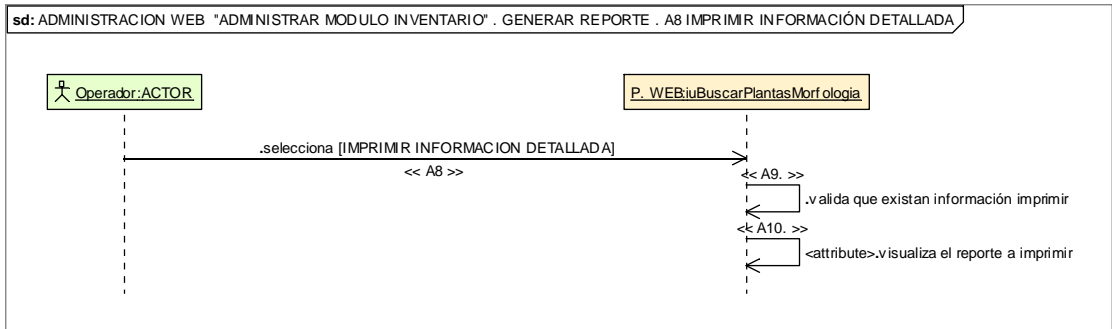 sd: ADMINISTRACION WEB "ADMINISTRAR MODULO INVENTARIO" . GENERAR REPORTE . A8 IMPRIMIR INFORMACIÓN DETALLADA
Operador:ACTOR
P. WEB:iuBuscarPlantasMorfologia
.selecciona [IMPRIMIR INFORMACION DETALLADA]
<< A8 >>
<< A9. >>
.valida que existan información imprimir
<< A10. >>
<attribute>.visualiza el reporte a imprimir